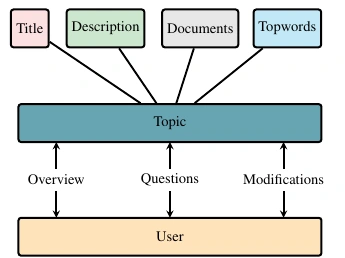 Title
Description
Documents
Topwords
Topic
Overview
Questions
Modifications
User